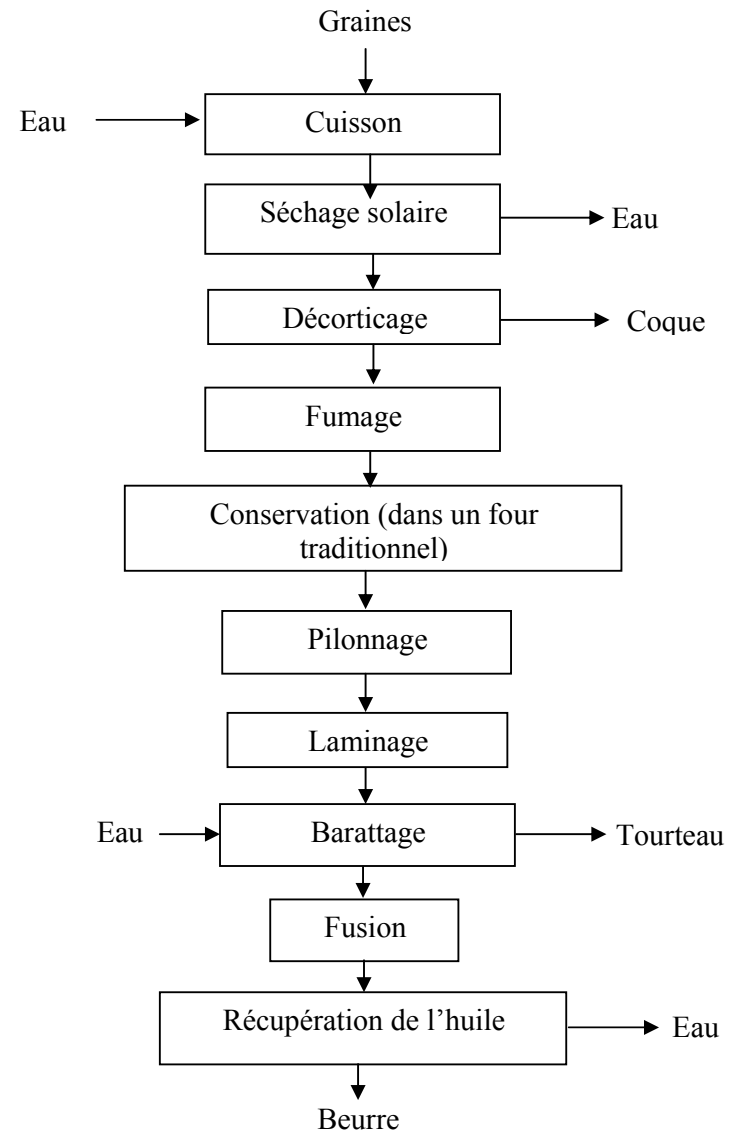 Graines
Eau
Cuisson
Séchage solaire
Eau
Décorticage
Coque
Fumage
Conservation (dans un four
traditionnel)
Pilonnage
Laminage
Eau
Barattage
Tourteau
Fusion
Récupération de l’huile
Eau
Beurre